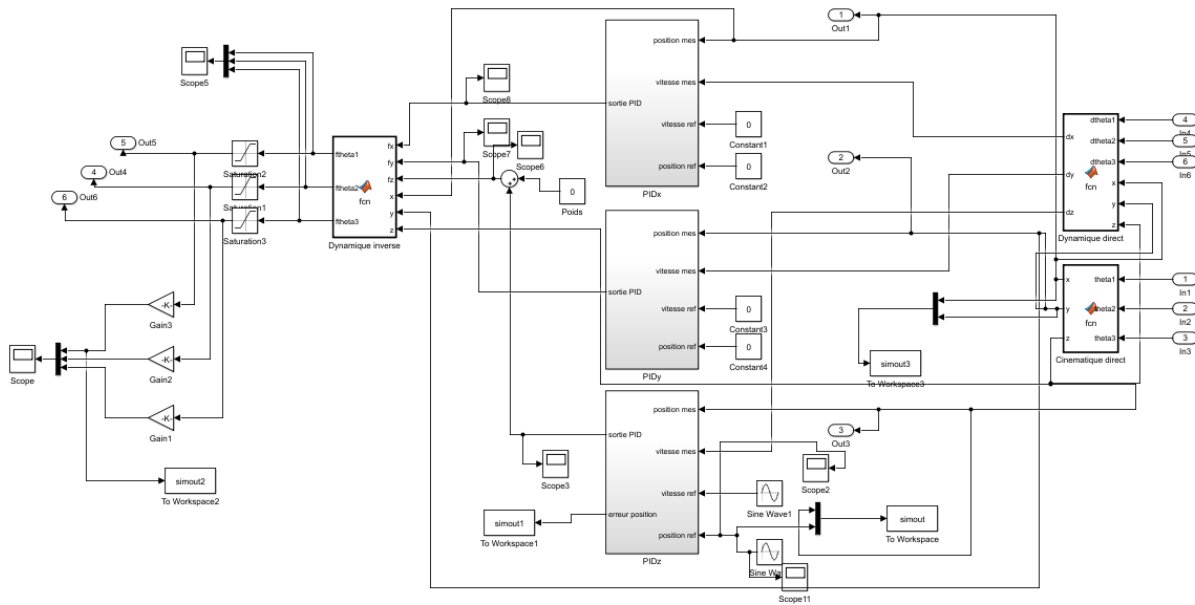 1
Out1
position mes
Scope5
vitesse mes
Scope8
sortie PID
dtheta1
4
In4
5
Out5
vitesse ref
0
Constant1
dx
dtheta2
5
In5
fx
Scope7
Scope6
dtheta3
6
In6
ftheta1
fy
2
Out2
position ref
0
Constant2
dy
fcn
x
Saturation2
fz
4
Out4
ftheta2
fcn
x
0
Poids
PIDx
y
Saturation1
6
Out6
ftheta3
y
dz
z
Saturation3
z
Dynamique inverse
position mes
Dynamique direct
vitesse mes
x
theta1
1
In1
sortie PID
-K-
Gain3
vitesse ref
0
Constant3
y
fcn
theta2
2
In2
z
theta3
3
In3
position ref
0
Constant4
Scope
-K-
Gain2
simout3
To Workspace3
Cinematique direct
PIDy
-K-
Gain1
position mes
sortie PID
3
Out3
vitesse mes
Scope3
Scope2
simout2
To Workspace2
vitesse ref
Sine Wave1
simout1
To Workspace1
erreur position
simout
To Workspace
position ref
PIDz
Scope11